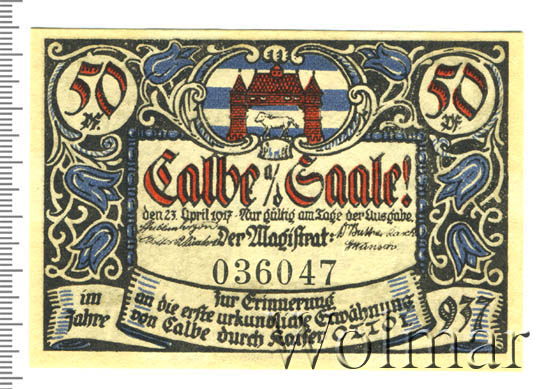 50 Pf.
50 Pf.
Calbe a/S Saale!
den 23. April 1917. Nur gültig am Tage der Ausgabe.
Der Magistrat:
036047
im Jahre
zur Erinnerung
an die erste urkundliche Erwähnung
von Calbe durch Kaiser OTTO I
937
Wolmar